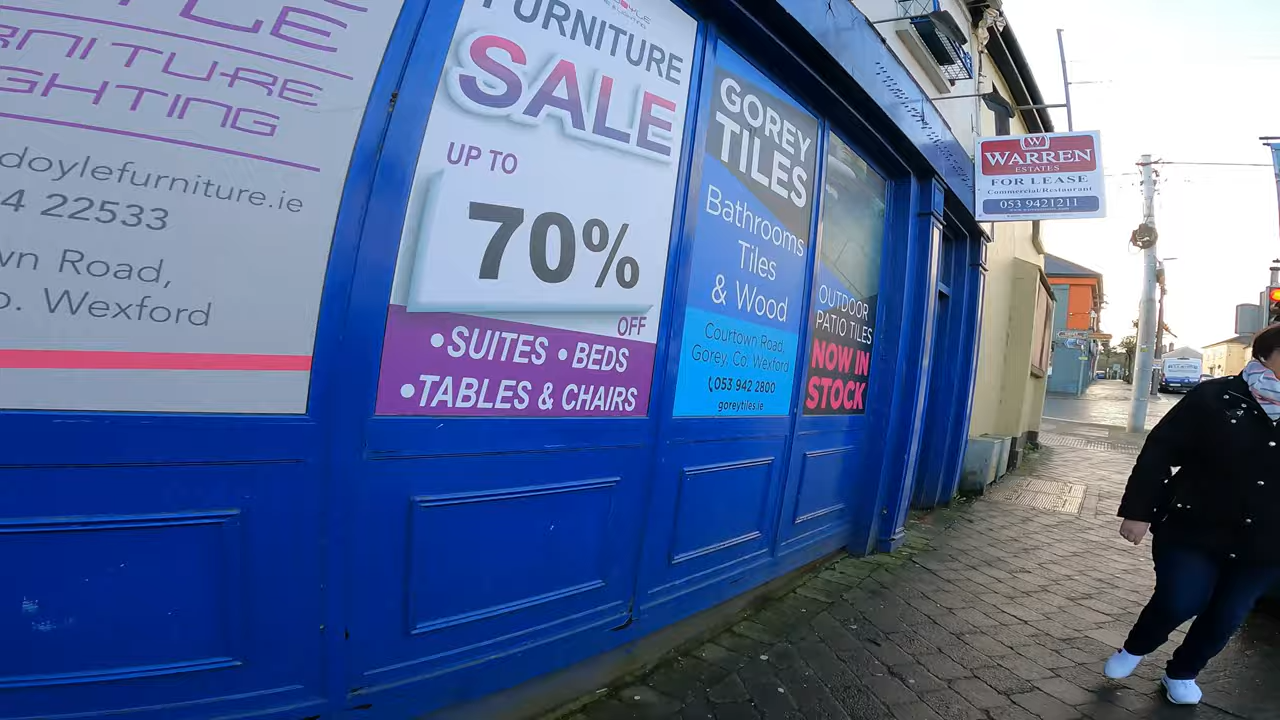 doylefurniture.ie
4 22533
wn Road,
o. Wexford
FURNITURE
SALE
UP TO
70%
OFF
•SUITES •BEDS
•TABLES & CHAIRS
GOREY
TILES
Bathrooms
Tiles
& Wood
Courtown Road,
Gorey, Co. Wexford
053 942 2800
goreytiles.ie
OUTDOOR
PATIO TILES
NOW IN
STOCK
W
WARREN
ESTATES
FOR LEASE
Commercial/Restaurant
053 9421211